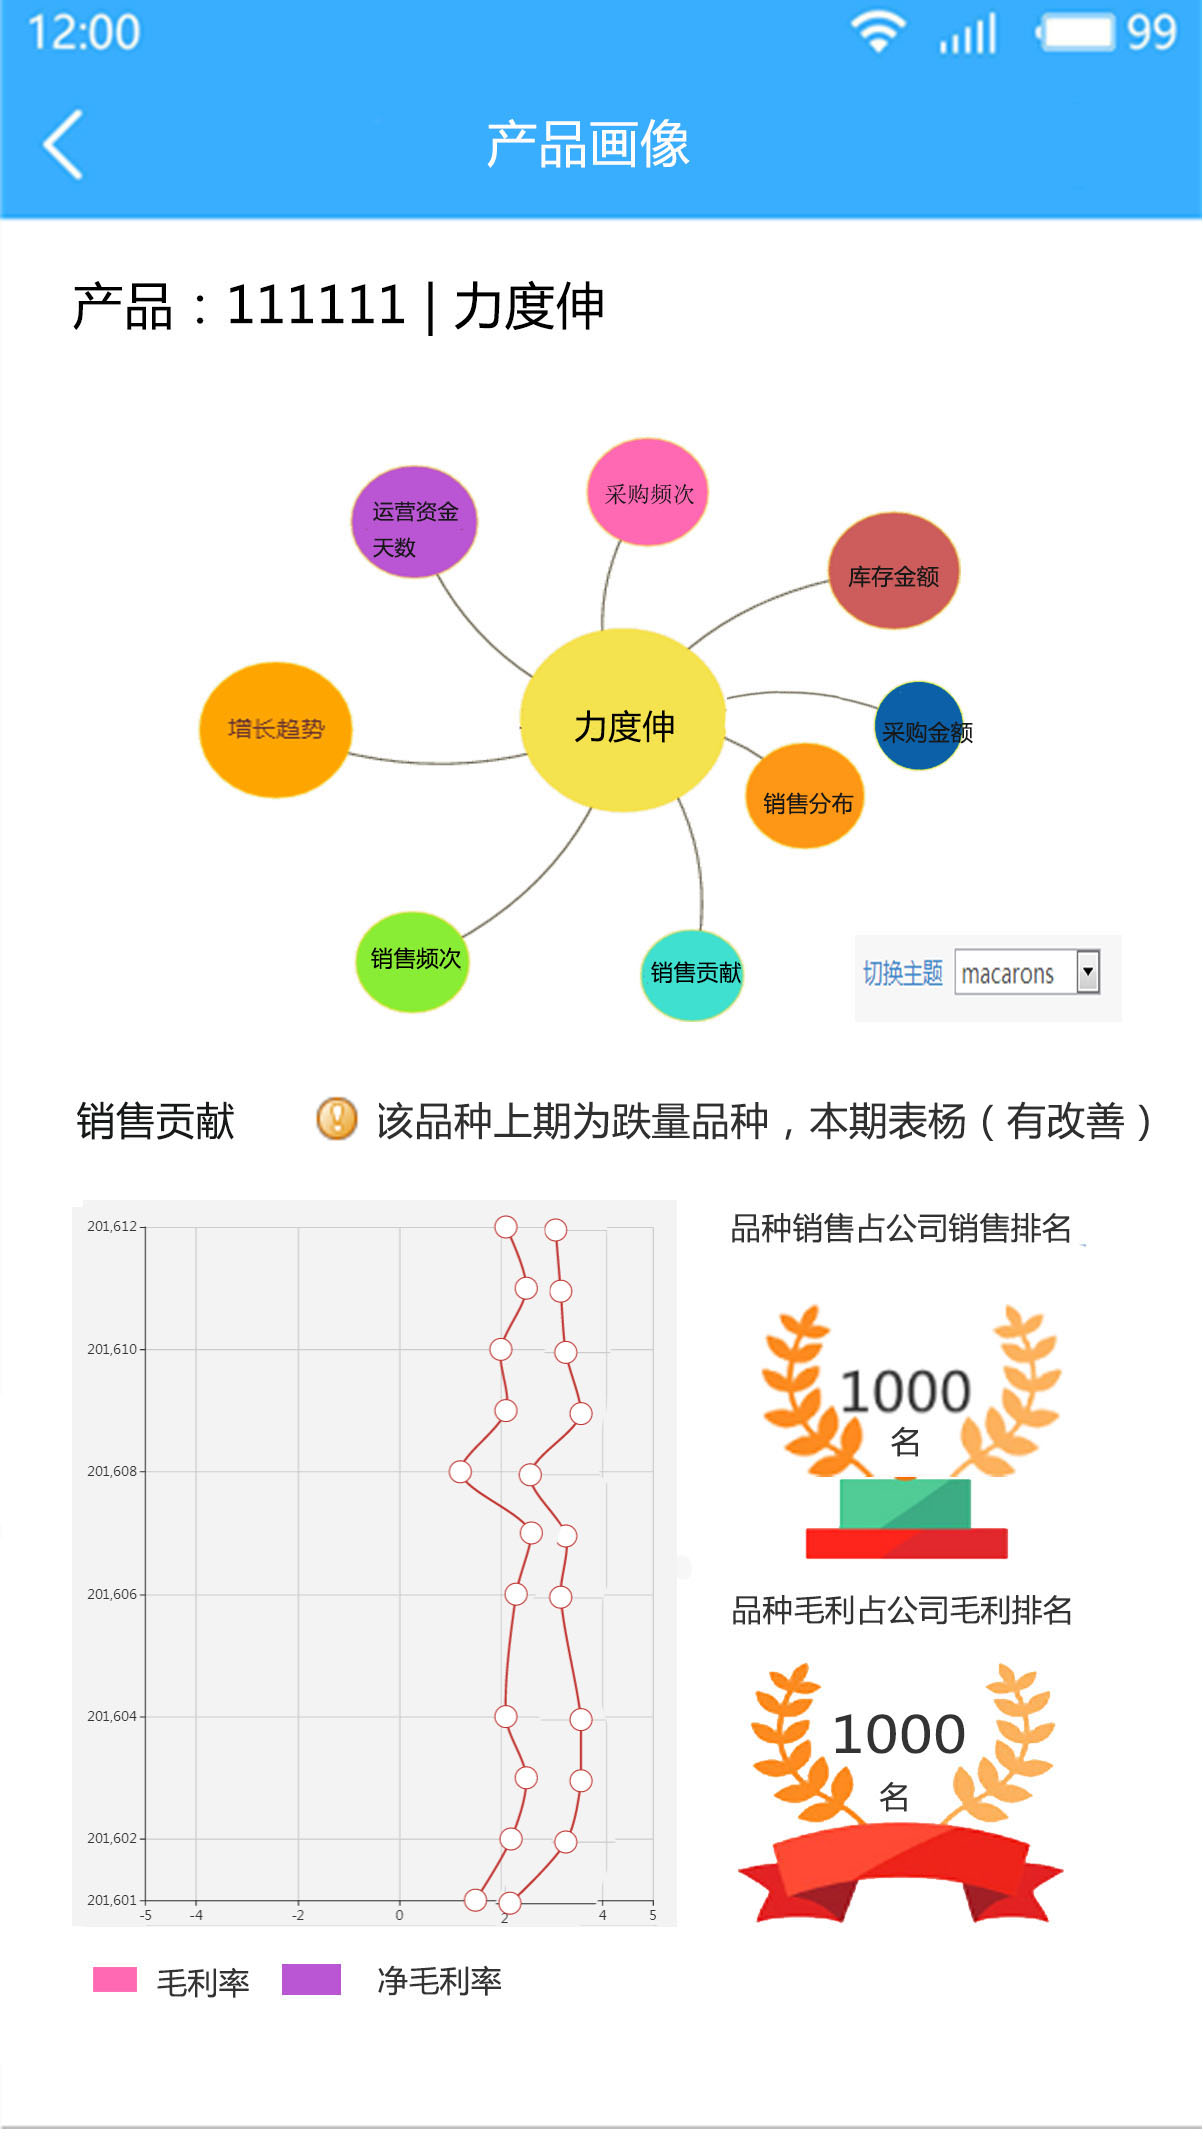 12:00
99
产品画像
产品：111111 | 力度伸
运营资金
天数
采购频次
库存金额
增长趋势
力度伸
采购金额
销售分布
销售频次
销售贡献
切换主题 macarons
销售贡献
该品种上期为跌量品种，本期表杨（有改善）
201,612
201,610
201,608
201,606
201,604
201,602
201,601
-5 -4 -2 0 2 4 5
毛利率 净毛利率
品种销售占公司销售排名
1000
名
品种毛利占公司毛利排名
1000
名